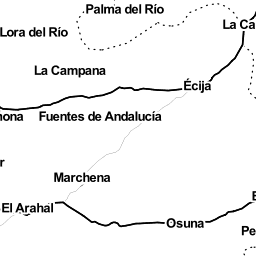 Palma del Río
La Ca
Lora del Río
La Campana
Écija
nona
Fuentes de Andalucía
r
Marchena
El Arahal
E
Osuna
Pe